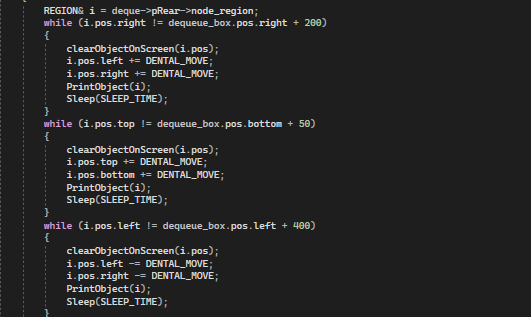 REGION& i = deque->pRear->node_region;
while (i.pos.right != dequeue_box.pos.right + 200)
{
clearObjectOnScreen(i.pos);
i.pos.left += DENTAL_MOVE;
i.pos.right += DENTAL_MOVE;
PrintObject(i);
Sleep(SLEEP_TIME);
}
while (i.pos.top != dequeue_box.pos.bottom + 50)
{
clearObjectOnScreen(i.pos);
i.pos.top += DENTAL_MOVE;
i.pos.bottom += DENTAL_MOVE;
PrintObject(i);
Sleep(SLEEP_TIME);
}
while (i.pos.left != dequeue_box.pos.left + 400)
{
clearObjectOnScreen(i.pos);
i.pos.left -= DENTAL_MOVE;
i.pos.right -= DENTAL_MOVE;
PrintObject(i);
Sleep(SLEEP_TIME);
}